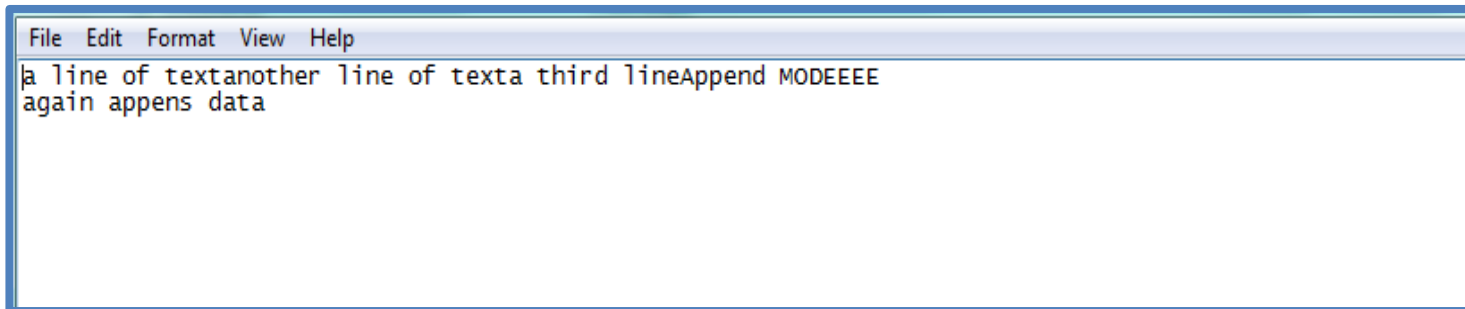 File Edit Format View Help
a line of textanother line of texta third lineAppend MODEEEE
again appens data